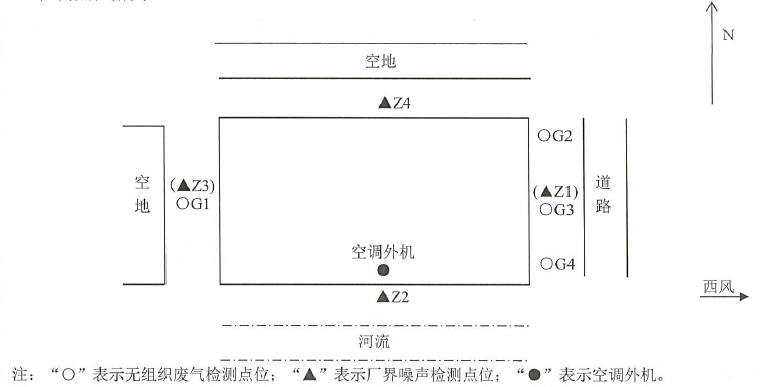 N
空地
▲Z4
○G2
空地
(▲Z3)
○G1
(▲Z1)
○G3
道路
空调外机
●
○G4
▲Z2
西风
河流
注：“○”表示无组织废气检测点位；“▲”表示厂界噪声检测点位；“●”表示空调外机。